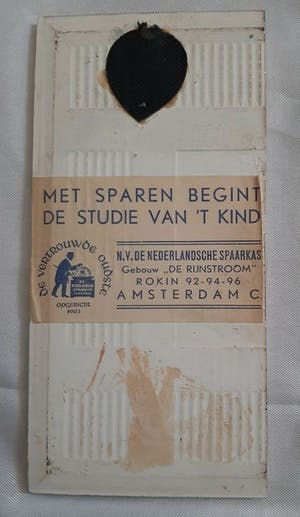 MET SPAREN BEGINT
DE STUDIE VAN 'T KIND
DE VERTROUWDE OUDSTE
OPGERICHT
1903
N.V. DE NEDERLANDSCHE SPAARKAS
Gebouw „DE RIJNSTROOM"
ROKIN 92-94-96
AMSTERDAM C.